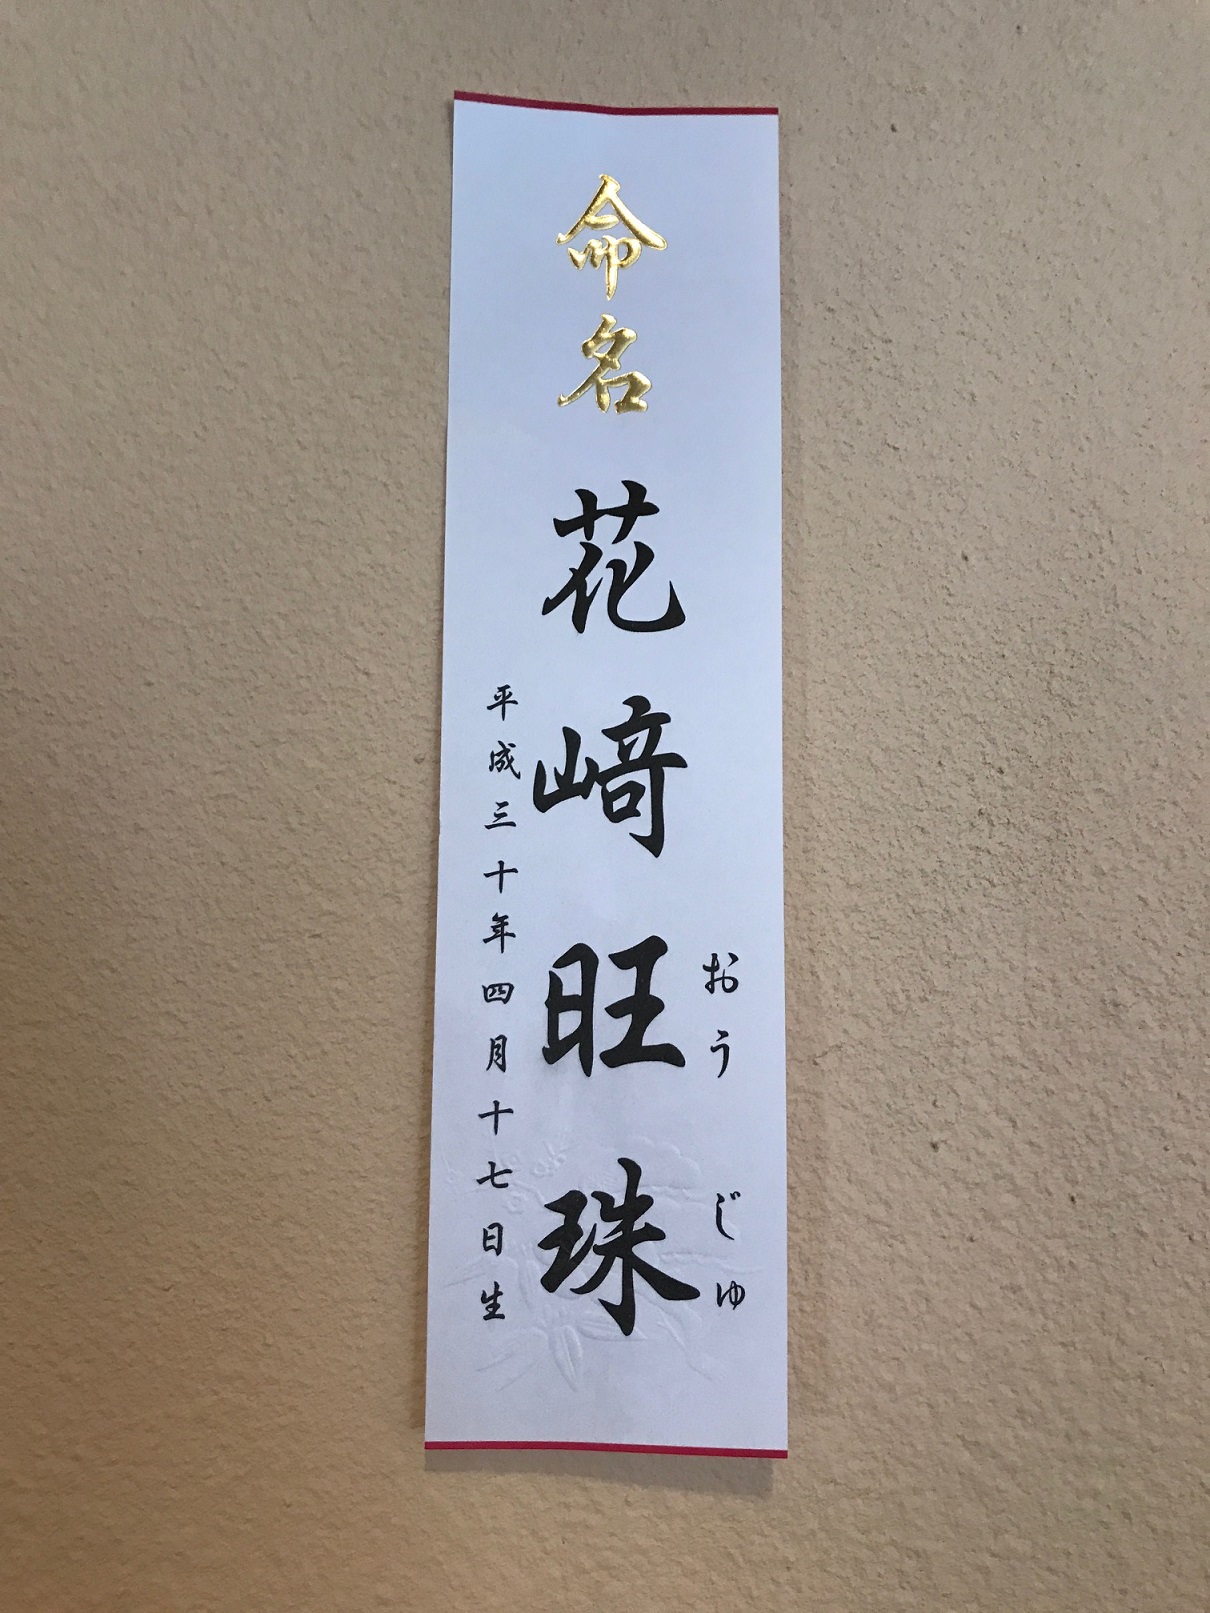 命名
花﨑旺珠
おうじゅ
平成三十年四月十七日生